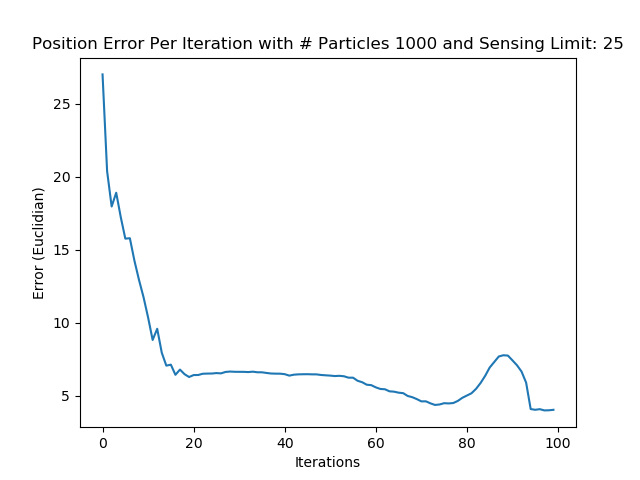 Position Error Per Iteration with # Particles 1000 and Sensing Limit: 25
25
20
15
10
5
Error (Euclidian)
0 20 40 60 80 100
Iterations